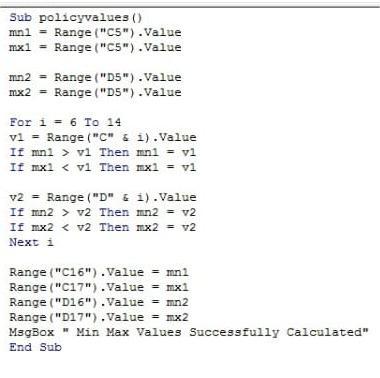 Sub policyvalues()
mn1 = Range("C5").Value
mx1 = Range("C5").Value
mn2 = Range("D5").Value
mx2 = Range("D5").Value
For i = 6 To 14
v1 = Range("C" & i).Value
If mn1 > v1 Then mn1 = v1
If mx1 < v1 Then mx1 = v1
v2 = Range("D" & i).Value
If mn2 > v2 Then mn2 = v2
If mx2 < v2 Then mx2 = v2
Next i
Range("C16").Value = mn1
Range("C17").Value = mx1
Range("D16").Value = mn2
Range("D17").Value = mx2
MsgBox " Min Max Values Successfully Calculated"
End Sub